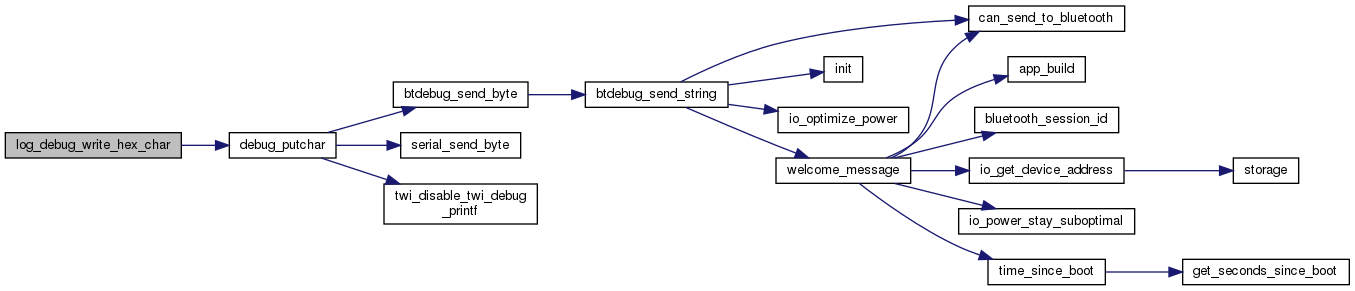 log_debug_write_hex_char
debug_putchar
btdebug_send_byte
serial_send_byte
twi_disable_twi_debug
_printf
btdebug_send_string
can_send_to_bluetooth
init
io_optimize_power
welcome_message
app_build
bluetooth_session_id
io_get_device_address
storage
io_power_stay_suboptimal
time_since_boot
get_seconds_since_boot